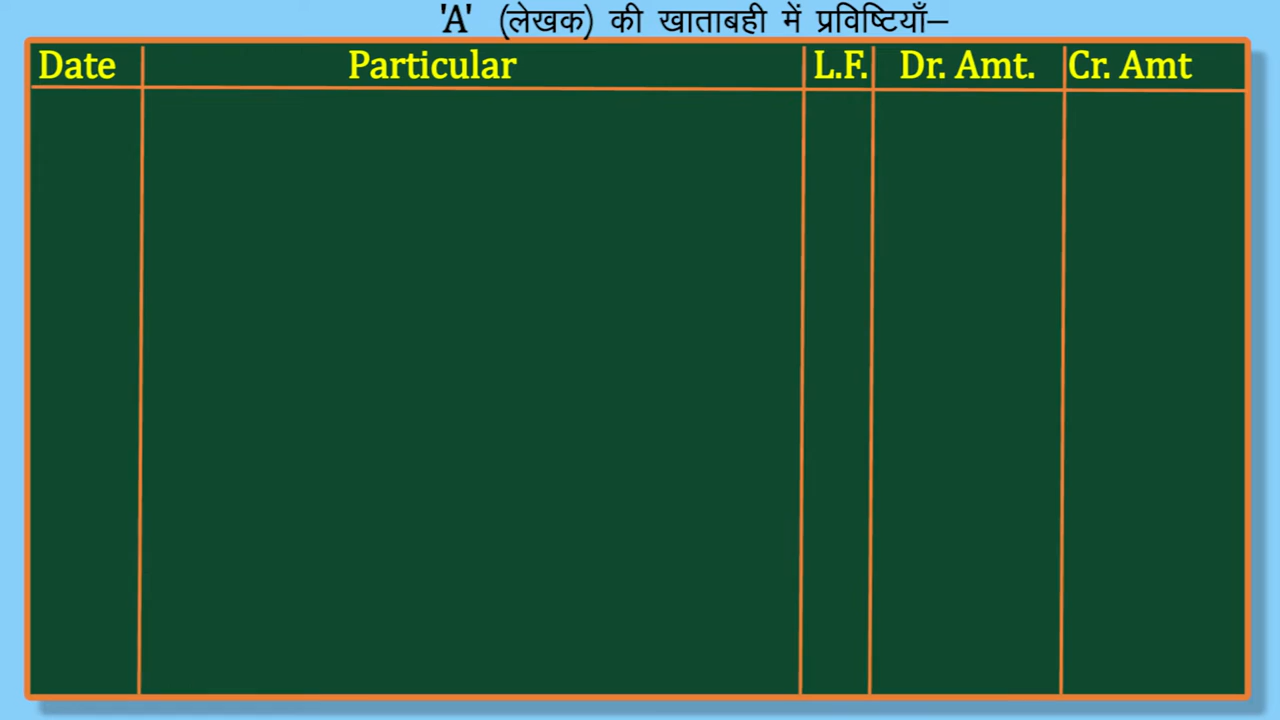 'A' (लेखक) की खाताबही में प्रविष्टियाँ–
Date Particular L.F. Dr. Amt. Cr. Amt